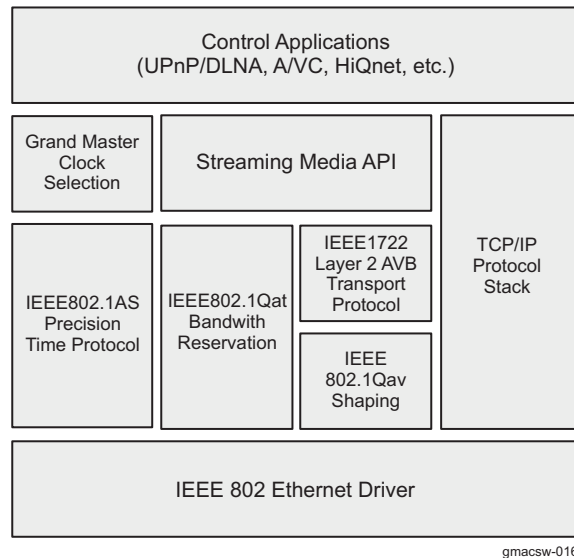 Control Applications
(UPnP/DLNA, A/VC, HiQnet, etc.)
Grand Master
Clock
Selection
Streaming Media API
TCP/IP
Protocol
Stack
IEEE802.1AS
Precision
Time Protocol
IEEE802.1Qat
Bandwith
Reservation
IEEE1722
Layer 2 AVB
Transport
Protocol
IEEE
802.1Qav
Shaping
IEEE 802 Ethernet Driver
gmacsw-016